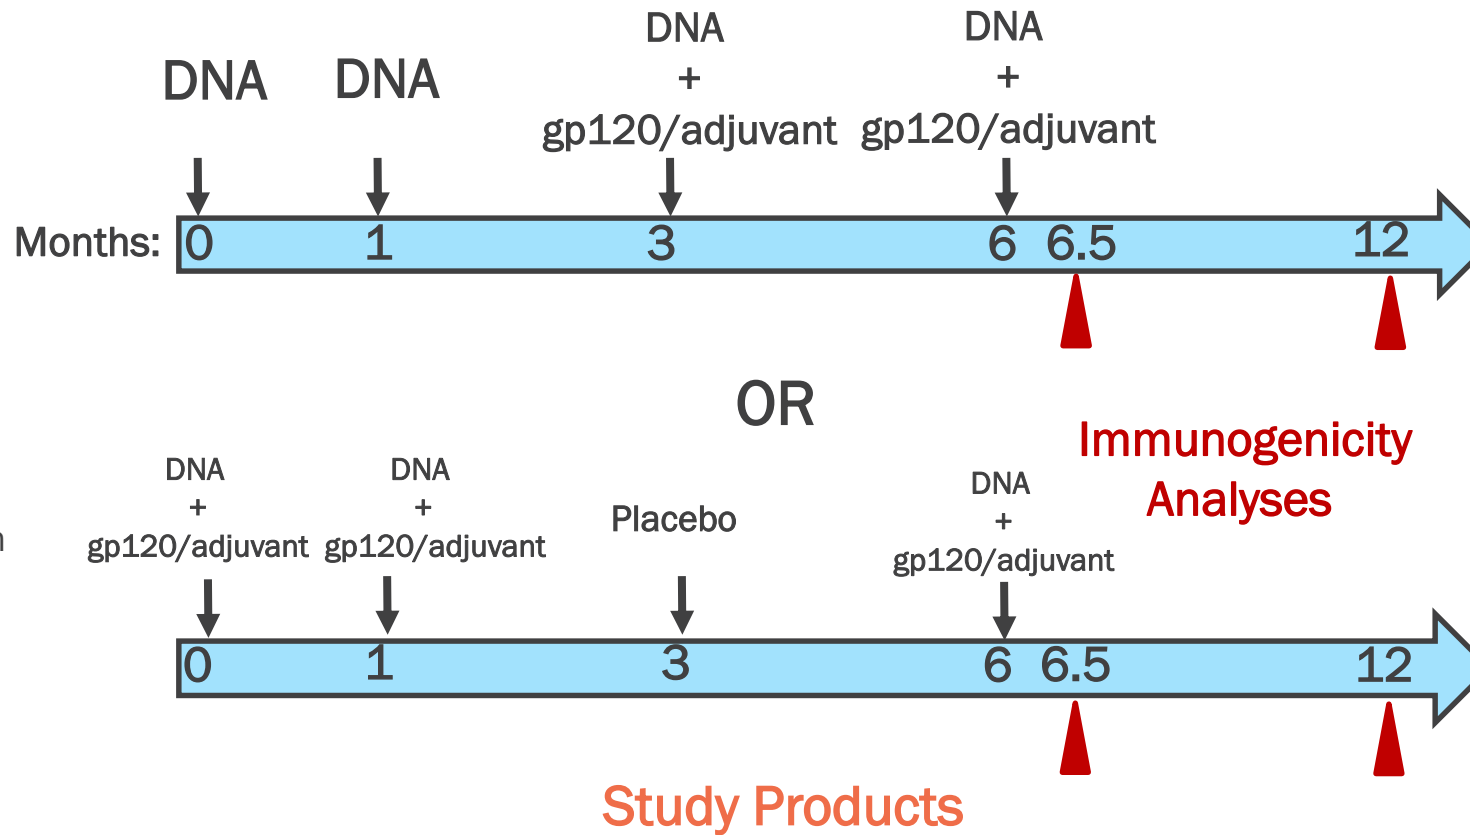 DNA
+
gp120/adjuvant
DNA
+
gp120/adjuvant
DNA
DNA
Months: 0 1 3 6 6.5 12
OR
Immunogenicity
Analyses
DNA
+
gp120/adjuvant
DNA
+
gp120/adjuvant
Placebo
DNA
+
gp120/adjuvant
0 1 3 6 6.5 12
Study Products